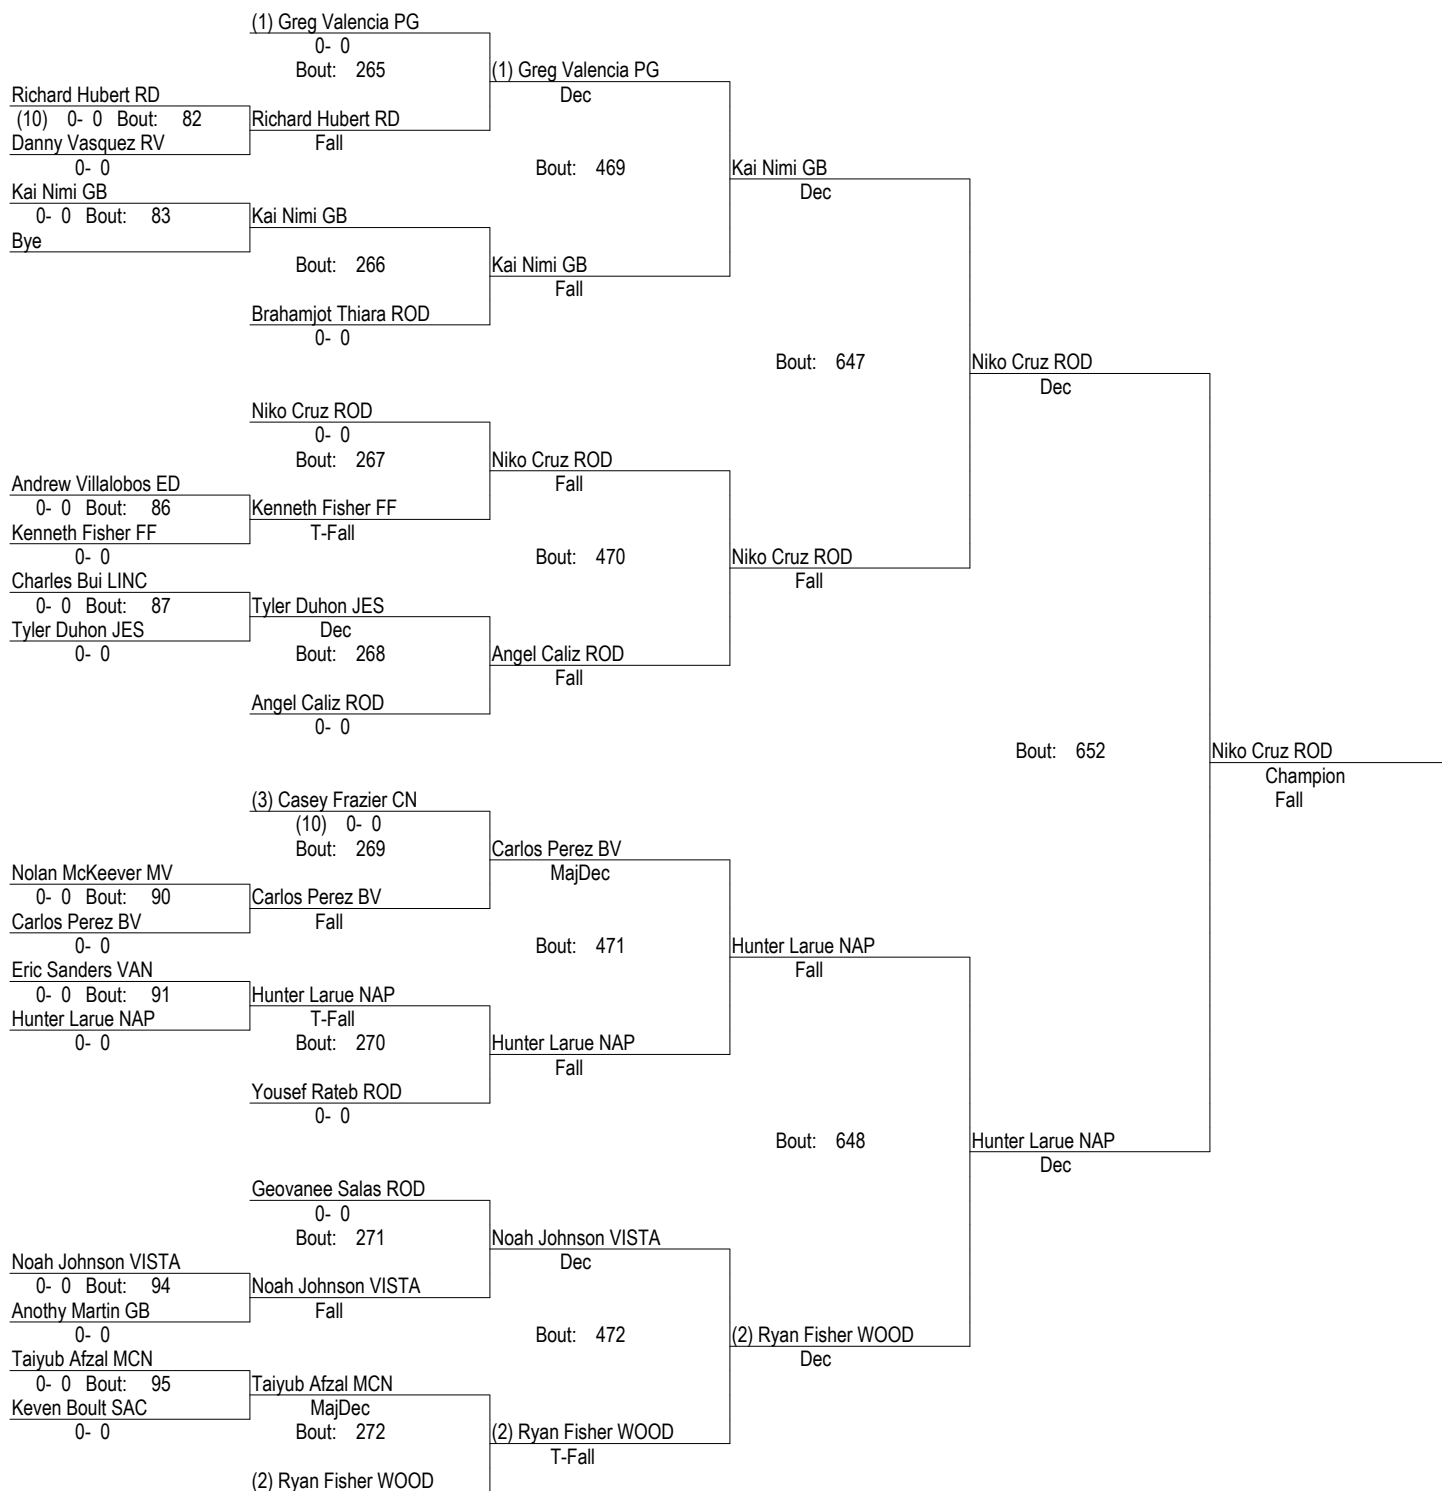 (1) Greg Valencia PG
0- 0
Bout: 265
(1) Greg Valencia PG
Richard Hubert RD
Dec
(10) 0- 0 Bout: 82
Richard Hubert RD
Danny Vasquez RV
Fall
0- 0
Bout: 469
Kai Nimi GB
Kai Nimi GB
Dec
0- 0 Bout: 83
Kai Nimi GB
Bye
Bout: 266
Kai Nimi GB
Fall
Brahamjot Thiara ROD
0- 0
Bout: 647
Niko Cruz ROD
Dec
Niko Cruz ROD
0- 0
Bout: 267
Niko Cruz ROD
Andrew Villalobos ED
Fall
0- 0 Bout: 86
Kenneth Fisher FF
Kenneth Fisher FF
T-Fall
0- 0
Bout: 470
Niko Cruz ROD
Charles Bui LINC
Fall
0- 0 Bout: 87
Tyler Duhon JES
Tyler Duhon JES
Dec
0- 0
Bout: 268
Angel Caliz ROD
Fall
Angel Caliz ROD
0- 0
Bout: 652
Niko Cruz ROD
Champion
Fall
(3) Casey Frazier CN
(10) 0- 0
Bout: 269
Carlos Perez BV
Nolan McKeever MV
MajDec
0- 0 Bout: 90
Carlos Perez BV
Carlos Perez BV
Fall
0- 0
Bout: 471
Hunter Larue NAP
Eric Sanders VAN
Fall
0- 0 Bout: 91
Hunter Larue NAP
Hunter Larue NAP
T-Fall
0- 0
Bout: 270
Hunter Larue NAP
Fall
Yousef Rateb ROD
0- 0
Bout: 648
Hunter Larue NAP
Dec
Geovanee Salas ROD
0- 0
Bout: 271
Noah Johnson VISTA
Noah Johnson VISTA
Dec
0- 0 Bout: 94
Noah Johnson VISTA
Anothy Martin GB
Fall
0- 0
Bout: 472
(2) Ryan Fisher WOOD
Taiyub Afzal MCN
Dec
0- 0 Bout: 95
Taiyub Afzal MCN
Keven Boult SAC
MajDec
0- 0
Bout: 272
(2) Ryan Fisher WOOD
T-Fall
(2) Ryan Fisher WOOD